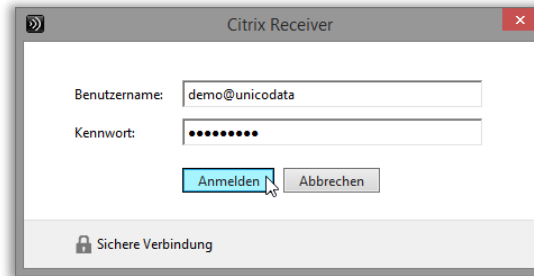 Citrix Receiver
Benutzername: demo@unicodata
Kennwort: •••••••••
Anmelden Abbrechen
Sichere Verbindung